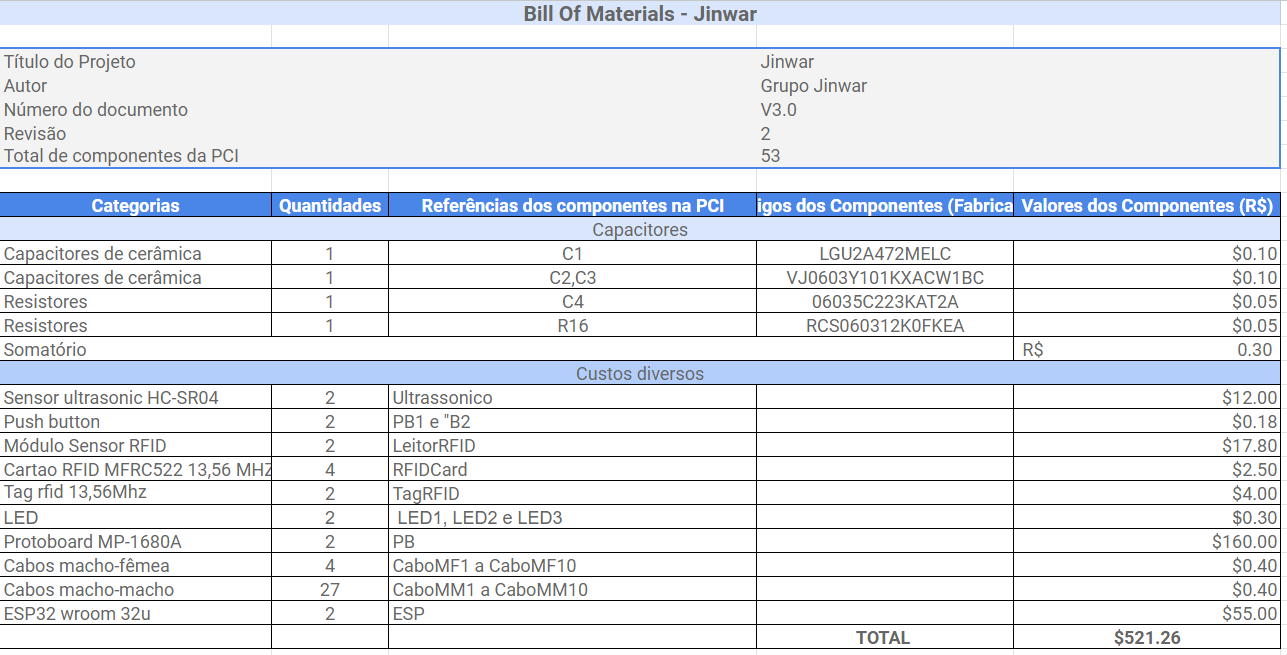 Bill Of Materials - Jinwar
Título do Projeto Jinwar
Autor Grupo Jinwar
Número do documento V3.0
Revisão 2
Total de componentes da PCI 53
Categorias Quantidades Referências dos componentes na PCI igos dos Componentes (Fabrica Valores dos Componentes (R$)
Capacitores
Capacitores de cerâmica 1 C1 LGU2A472MELC $0.10
Capacitores de cerâmica 1 C2,C3 VJ0603Y101KXACW1BC $0.10
Resistores 1 C4 06035C223KAT2A $0.05
Resistores 1 R16 RCS060312K0FKEA $0.05
Somatório R$ 0.30
Custos diversos
Sensor ultrasonic HC-SR04 2 Ultrassonico $12.00
Push button 2 PB1 e "B2 $0.18
Módulo Sensor RFID 2 LeitorRFID $17.80
Cartao RFID MFRC522 13,56 MHZ 4 RFIDCard $2.50
Tag rfid 13,56Mhz 2 TagRFID $4.00
LED 2 LED1, LED2 e LED3 $0.30
Protoboard MP-1680A 2 PB $160.00
Cabos macho-fêmea 4 CaboMF1 a CaboMF10 $0.40
Cabos macho-macho 27 CaboMM1 a CaboMM10 $0.40
ESP32 wroom 32u 2 ESP $55.00
TOTAL $521.26